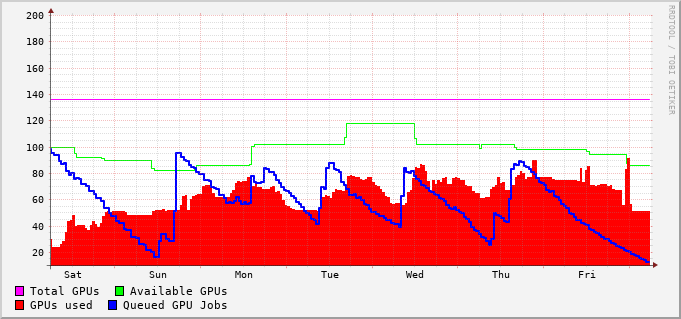 200
180
160
140
120
100
80
60
40
20
Sat Sun Mon Tue Wed Thu Fri
Total GPUs Available GPUs
GPUs used Queued GPU Jobs
RRDTOOL / TOBI OETIKER